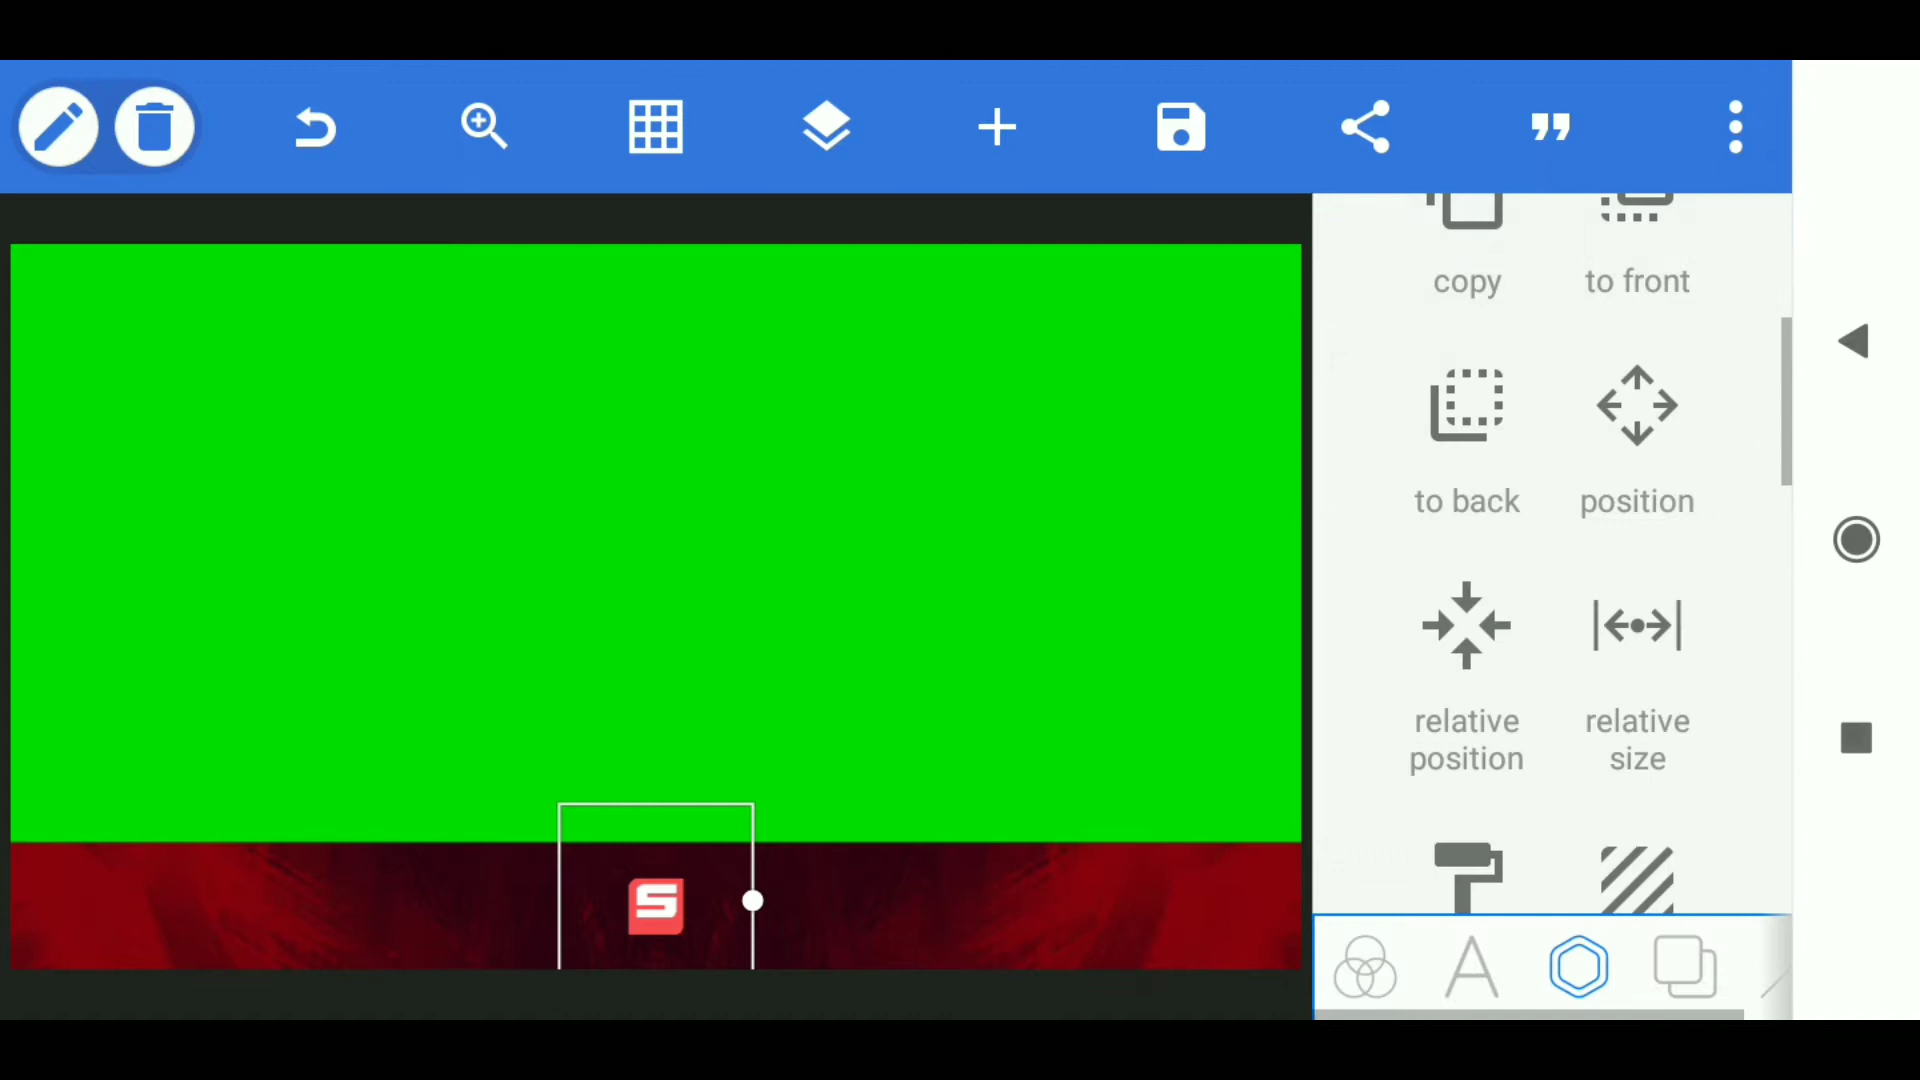 copy
to front
to back
position
relative
position
relative
size
S
A